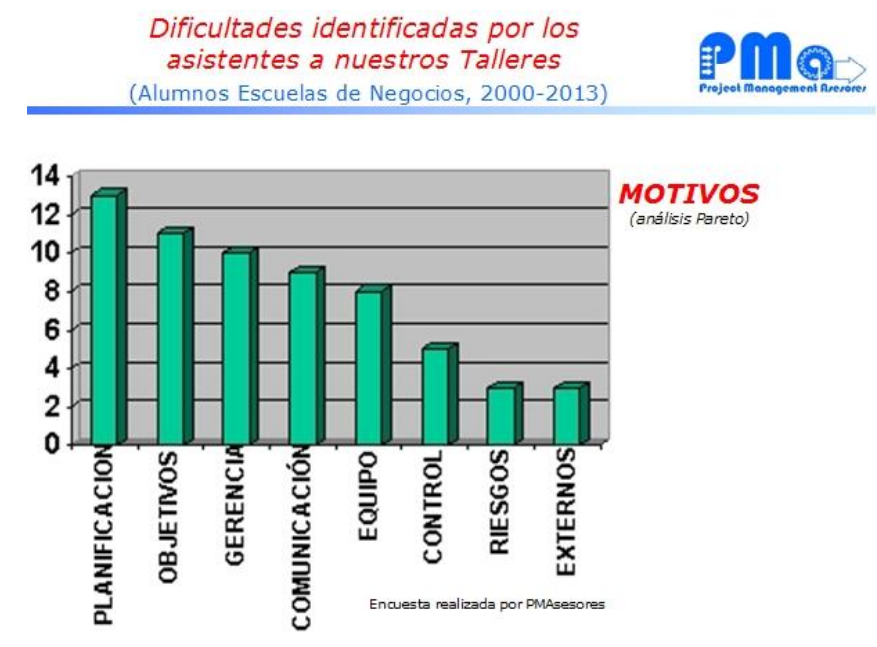 Dificultades identificadas por los
asistentes a nuestros Talleres
(Alumnos Escuelas de Negocios, 2000-2013)
PMa
Project Management Asesores
MOTIVOS
(análisis Pareto)
14
12
10
8
6
4
2
0
PLANIFICACION
OBJETIVOS
GERENCIA
COMUNICACIÓN
EQUIPO
CONTROL
RIESGOS
EXTERNOS
Encuesta realizada por PMAsesores